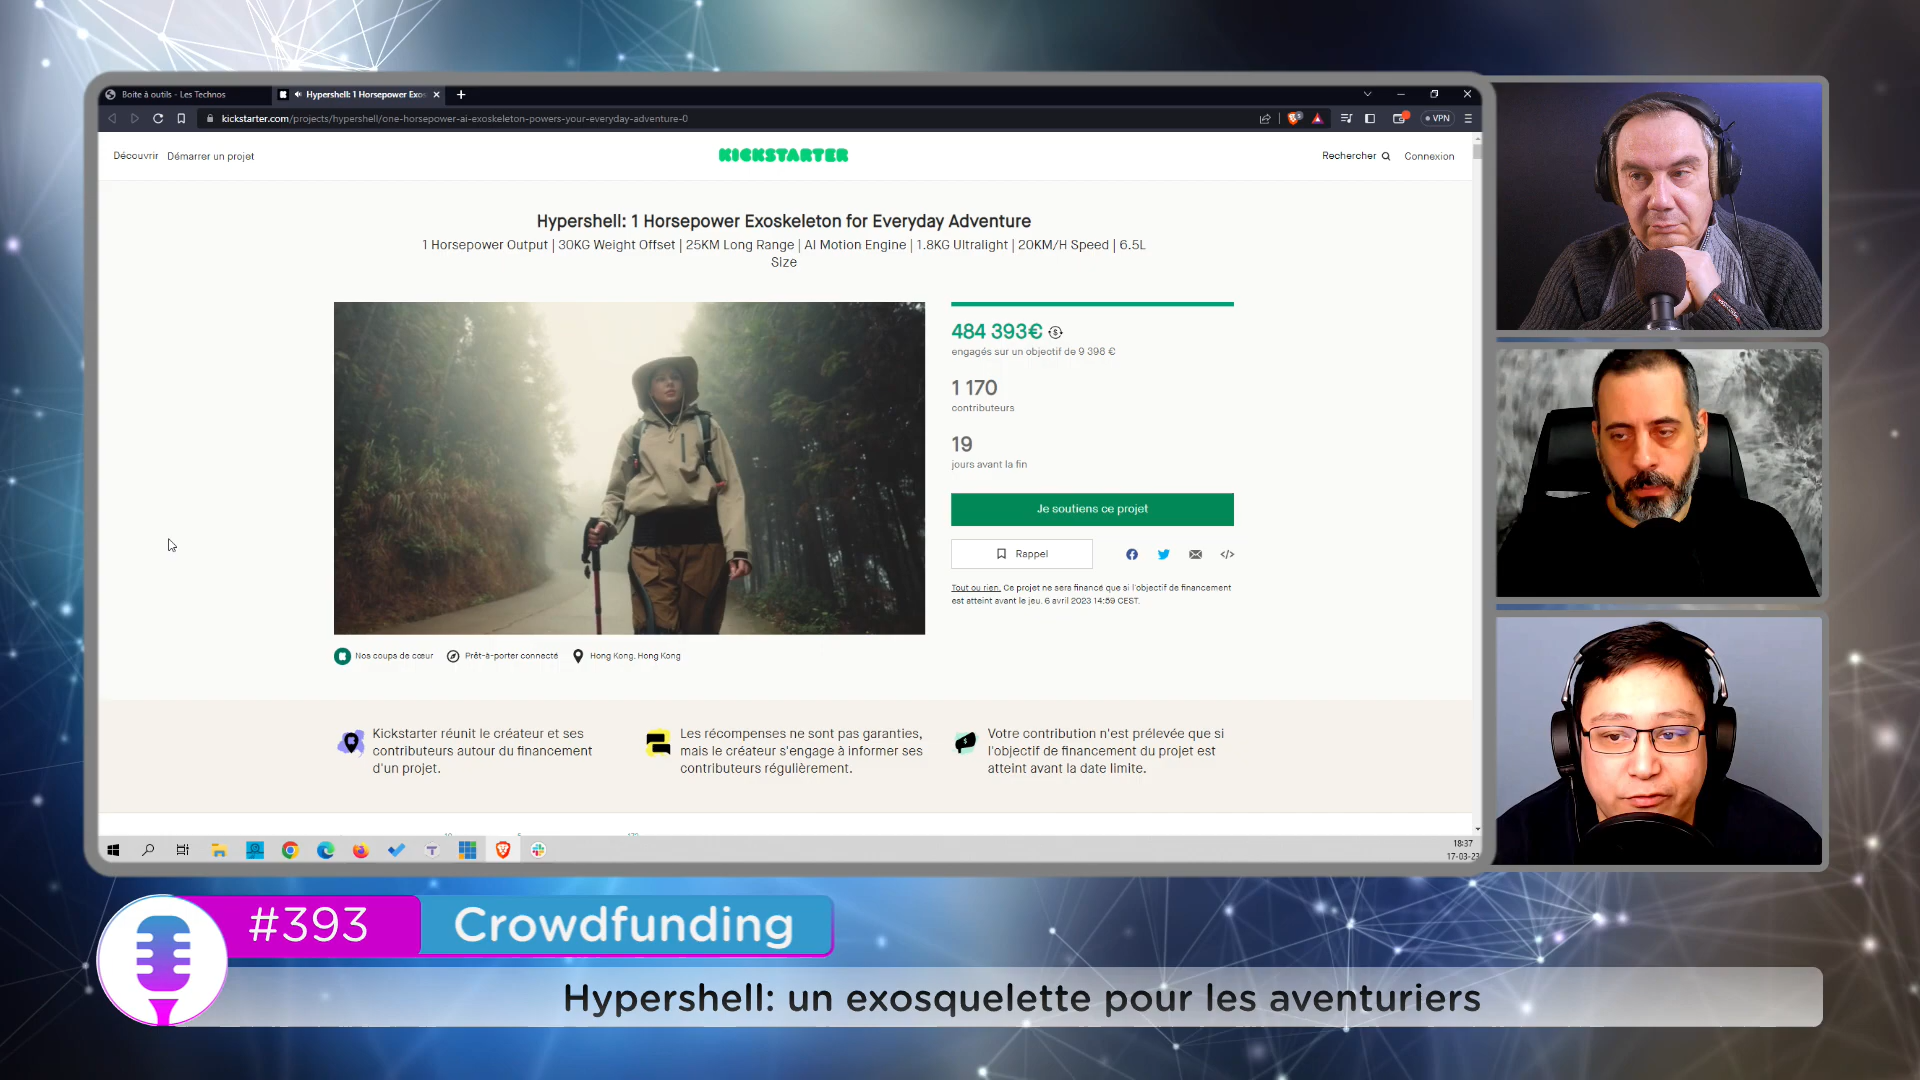 Boite à outils - Les Technos
Hypershell: 1 Horsepower Exos
kickstarter.com/projects/hypershell/one-horsepower-ai-exoskeleton-powers-your-everyday-adventure-0
VPN
Découvrir
Démarrer un projet
KICKSTARTER
Rechercher
Connexion
Hypershell: 1 Horsepower Exoskeleton for Everyday Adventure
1 Horsepower Output | 30KG Weight Offset | 25KM Long Range | AI Motion Engine | 1.8KG Ultralight | 20KM/H Speed | 6.5L
Size
484 393€
engagés sur un objectif de 9 398 €
1 170
contributeurs
19
jours avant la fin
Je soutiens ce projet
Rappel
Tout ou rien. Ce projet ne sera financé que si l'objectif de financement
est atteint avant le jeu. 6 avril 2023 14:59 CEST.
Nos coups de cœur
Prêt-à-porter connecté
Hong Kong, Hong Kong
Kickstarter réunit le créateur et ses
contributeurs autour du financement
d'un projet.
Les récompenses ne sont pas garanties,
mais le créateur s'engage à informer ses
contributeurs régulièrement.
Votre contribution n'est prélevée que si
l'objectif de financement du projet est
atteint avant la date limite.
18:37
17-03-23
#393
Crowdfunding
Hypershell: un exosquelette pour les aventuriers